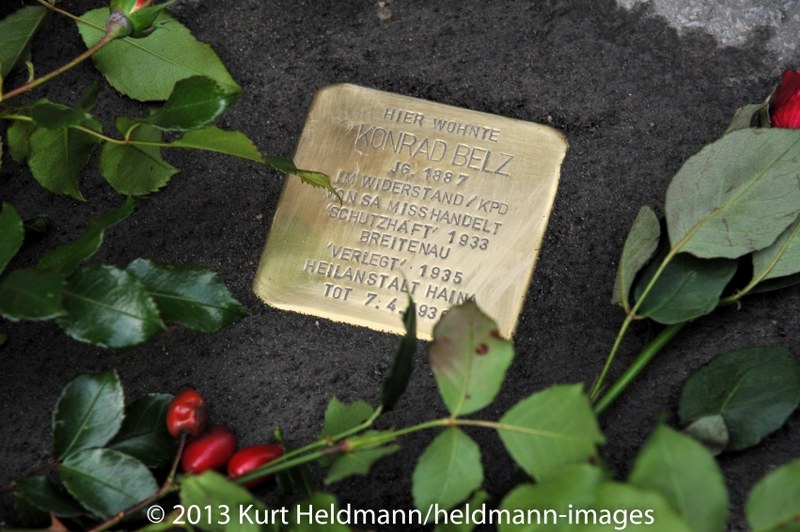 HIER WOHNTE
KONRAD BELZ
JG. 1887
IM WIDERSTAND/KPD
VON SA MISSHANDELT
'SCHUTZHAFT' 1933
BREITENAU
'VERLEGT' 1935
HEILANSTALT HAINA
TOT 7.4.
© 2013 Kurt Heldmann/heldmann-images